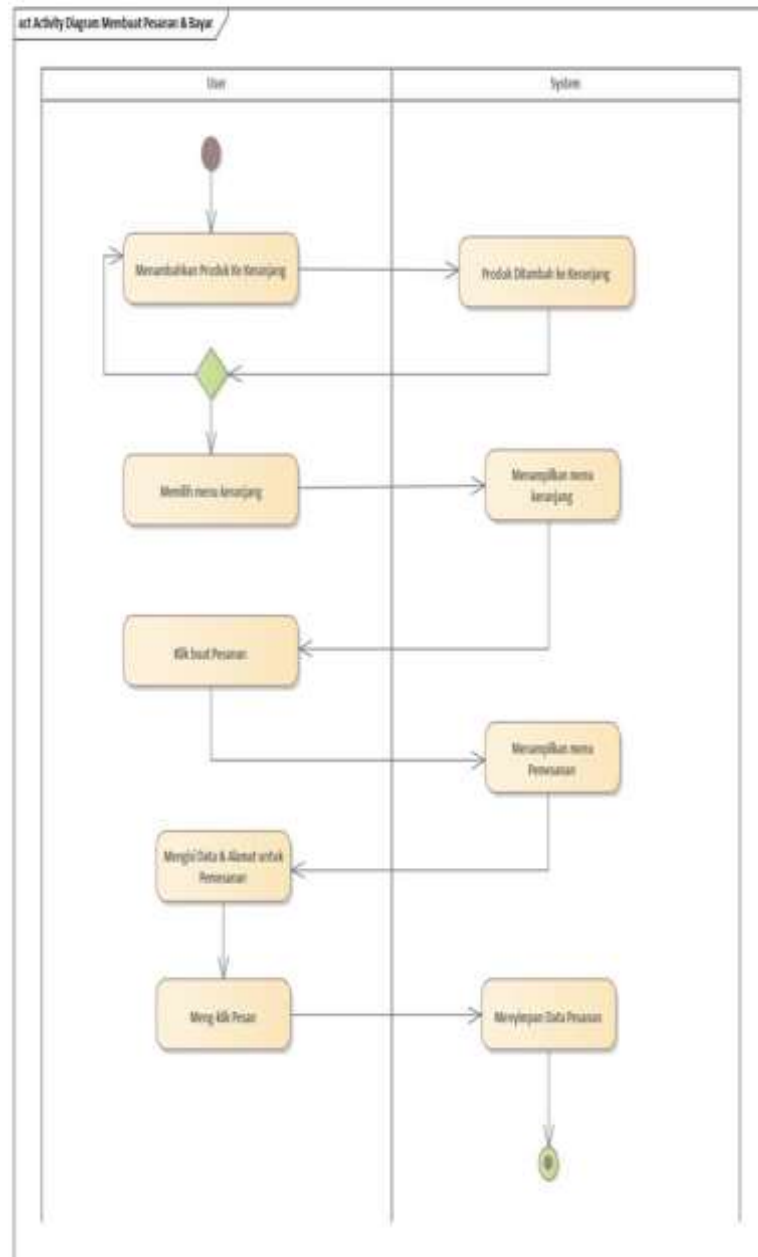 act Activity Diagram Membuat Pesanan & Bayar
User
System
Menambahkan Produk Ke Keranjang
Produk Ditambah ke Keranjang
Memilih menu keranjang
Menampilkan menu
keranjang
Klik buat Pesanan
Menampilkan menu
Pemesanan
Mengisi Data & Alamat untuk
Pemesanan
Meng-klik Pesan
Menyimpan Data Pesanan